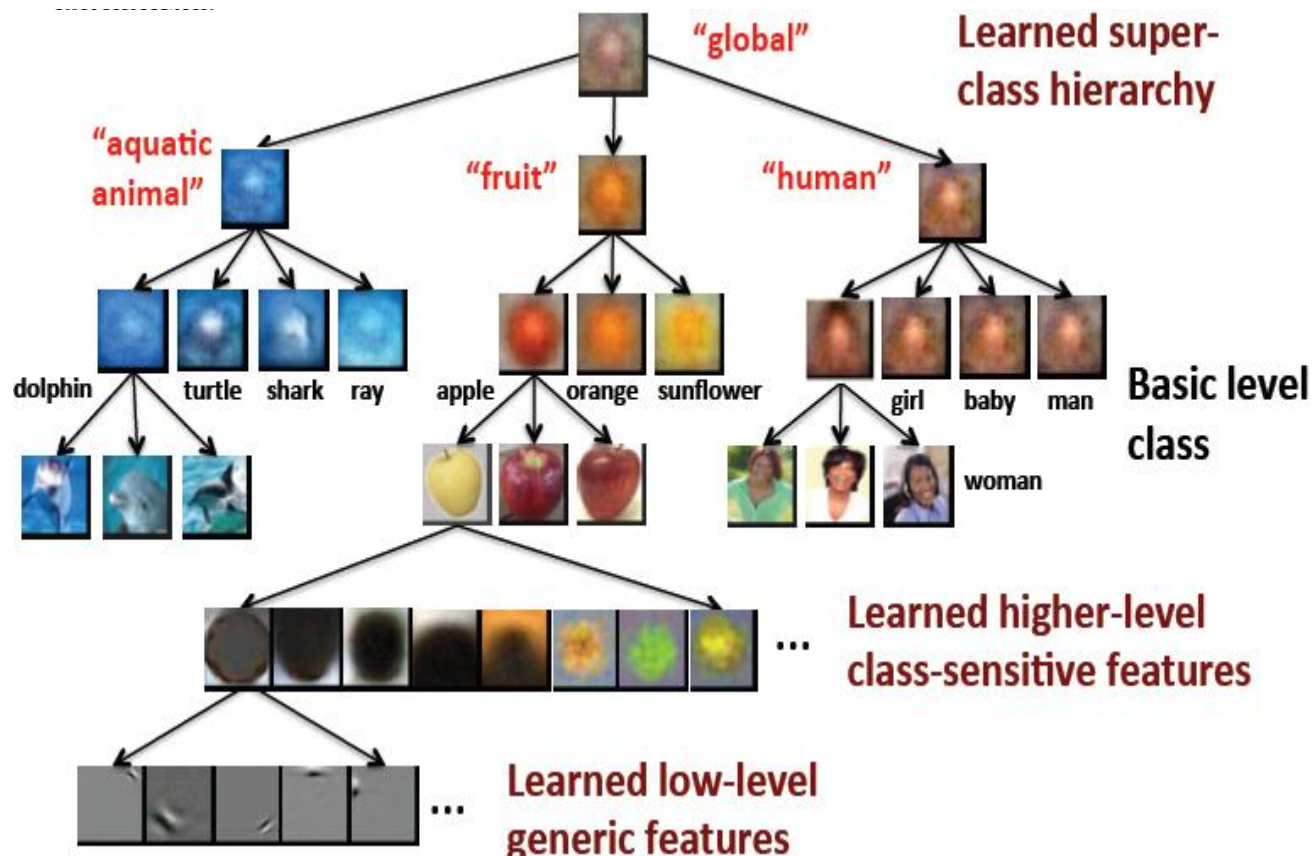 "global"
Learned super-
class hierarchy
“aquatic
animal”
“fruit”
“human”
dolphin
turtle
shark
ray
apple
orange
sunflower
girl
baby
man
Basic level
class
woman
Learned higher-level
class-sensitive features
...
Learned low-level
generic features
...